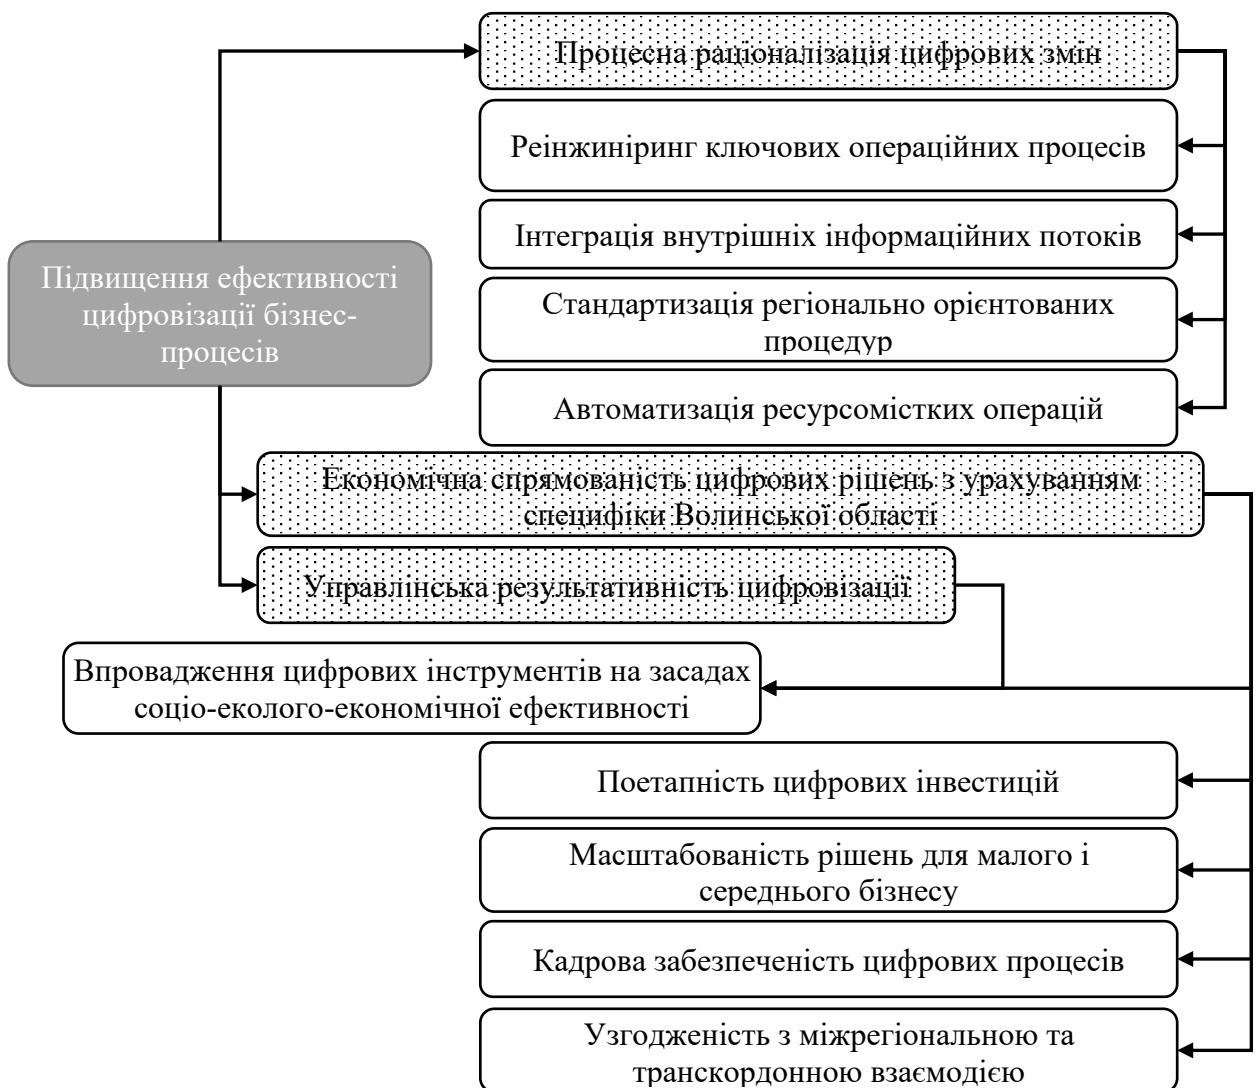 Процесна раціоналізація цифрових змін
Реінжиніринг ключових операційних процесів
Інтеграція внутрішніх інформаційних потоків
Підвищення ефективності
цифровізації бізнес-
процесів
Стандартизація регіонально орієнтованих
процедур
Автоматизація ресурсомістких операцій
Економічна спрямованість цифрових рішень з урахуванням
специфіки Волинської області
Управлінська результативність цифровізації
Впровадження цифрових інструментів на засадах
соціо-еколого-економічної ефективності
Поетапність цифрових інвестицій
Масштабованість рішень для малого і
середнього бізнесу
Кадрова забезпеченість цифрових процесів
Узгодженість з міжрегіональною та
транскордонною взаємодією